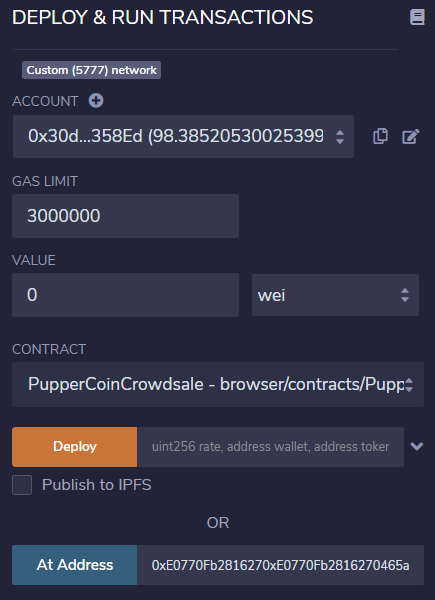 DEPLOY & RUN TRANSACTIONS
Custom (5777) network
ACCOUNT
0x30d...358Ed (98.38520530025399
GAS LIMIT
3000000
VALUE
0
wei
CONTRACT
PupperCoinCrowdsale - browser/contracts/Pupp
Deploy
uint256 rate, address wallet, address token
Publish to IPFS
OR
At Address
0xE0770Fb2816270xE0770Fb2816270465a